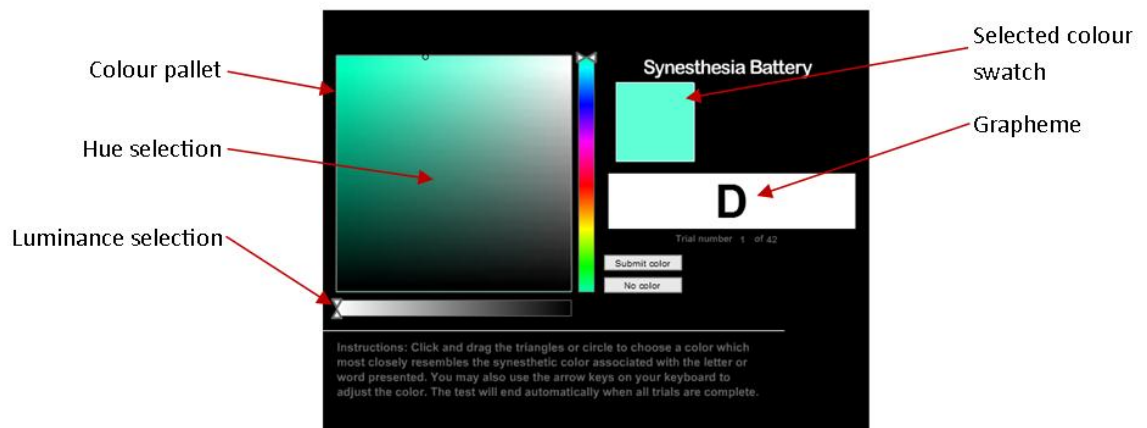 Colour pallet
Hue selection
Luminance selection
Synesthesia Battery
Selected colour
swatch
Grapheme
D
Trial number 1 of 42
Submit color
No color
Instructions: Click and drag the triangles or circle to choose a color which
most closely resembles the synesthetic color associated with the letter or
word presented. You may also use the arrow keys on your keyboard to
adjust the color. The test will end automatically when all trials are complete.